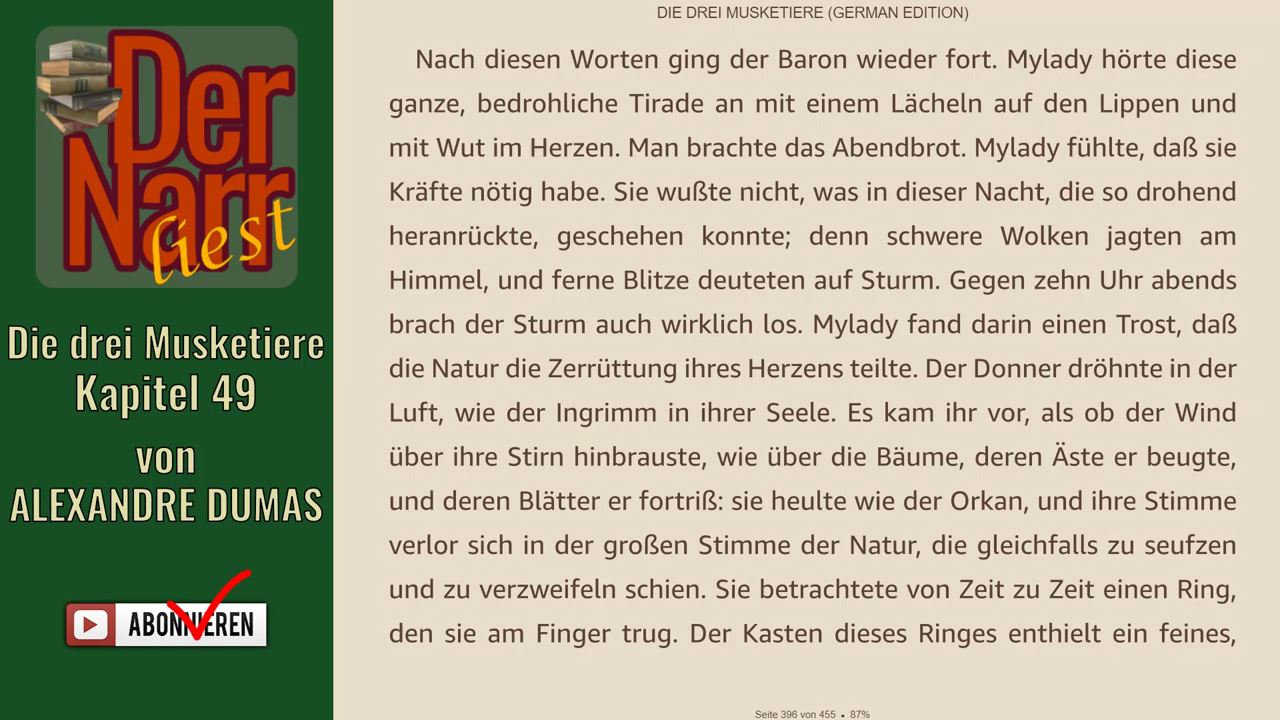 Der
Narr
liest
Die drei Musketiere
Kapitel 49
von
ALEXANDRE DUMAS
ABONNIEREN
DIE DREI MUSKETIERE (GERMAN EDITION)
Nach diesen Worten ging der Baron wieder fort. Mylady hörte diese
ganze, bedrohliche Tirade an mit einem Lächeln auf den Lippen und
mit Wut im Herzen. Man brachte das Abendbrot. Mylady fühlte, daß sie
Kräfte nötig habe. Sie wußte nicht, was in dieser Nacht, die so drohend
heranrückte, geschehen konnte; denn schwere Wolken jagten am
Himmel, und ferne Blitze deuteten auf Sturm. Gegen zehn Uhr abends
brach der Sturm auch wirklich los. Mylady fand darin einen Trost, daß
die Natur die Zerrüttung ihres Herzens teilte. Der Donner dröhnte in der
Luft, wie der Ingrimm in ihrer Seele. Es kam ihr vor, als ob der Wind
über ihre Stirn hinbrauste, wie über die Bäume, deren Äste er beugte,
und deren Blätter er fortriß: sie heulte wie der Orkan, und ihre Stimme
verlor sich in der großen Stimme der Natur, die gleichfalls zu seufzen
und zu verzweifeln schien. Sie betrachtete von Zeit zu Zeit einen Ring,
den sie am Finger trug. Der Kasten dieses Ringes enthielt ein feines,
Seite 396 von 455 • 87%